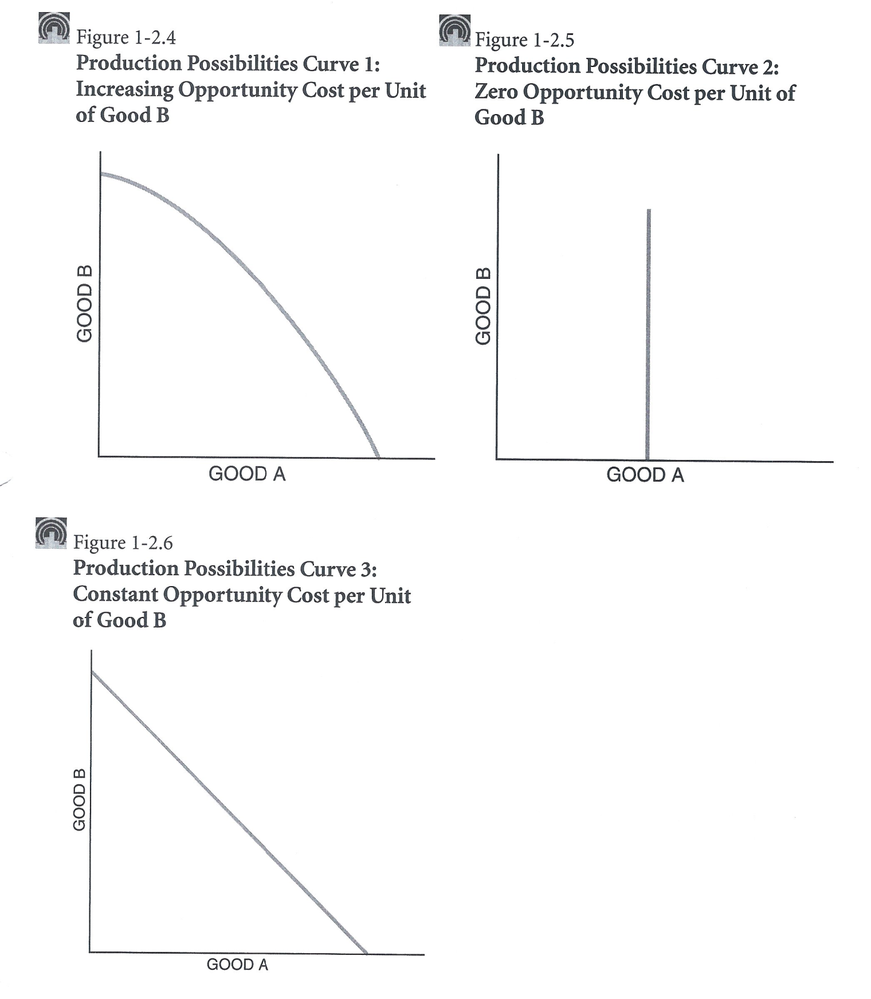 Figure 1-2.4
Production Possibilities Curve 1:
Increasing Opportunity Cost per Unit
of Good B
GOOD B
GOOD A
Figure 1-2.5
Production Possibilities Curve 2:
Zero Opportunity Cost per Unit of
Good B
GOOD B
GOOD A
Figure 1-2.6
Production Possibilities Curve 3:
Constant Opportunity Cost per Unit
of Good B
GOOD B
GOOD A